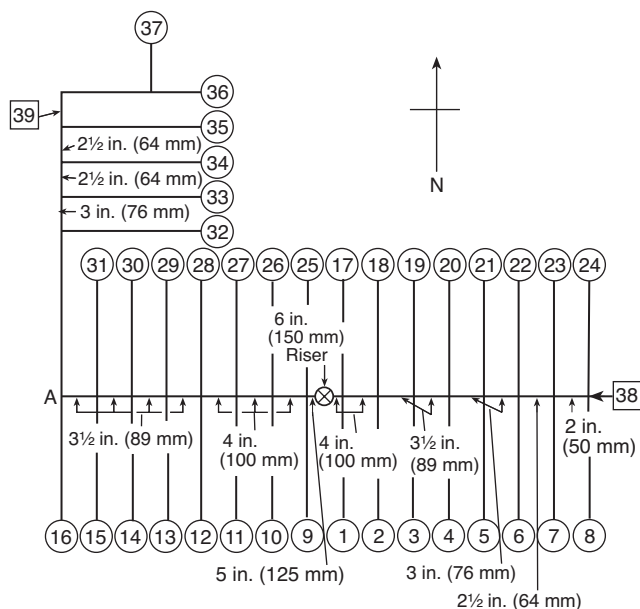 37
39
36
35
2½ in. (64 mm)
34
2½ in. (64 mm)
33
3 in. (76 mm)
32
N
31 30 29 28 27 26 25 17 18 19 20 21 22 23 24
6 in.
(150 mm)
Riser
A
38
3½ in. (89 mm)
4 in.
(100 mm)
4 in.
(100 mm)
3½ in.
(89 mm)
2 in.
(50 mm)
16 15 14 13 12 11 10 9 1 2 3 4 5 6 7 8
5 in. (125 mm)
3 in. (76 mm)
2½ in. (64 mm)